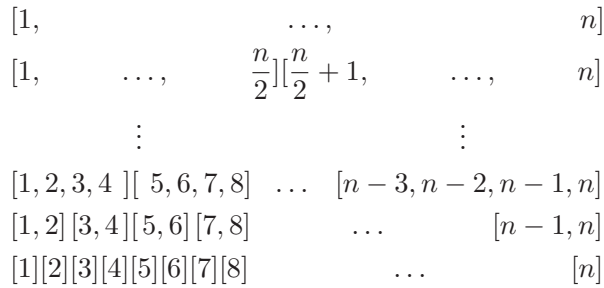 [1, …, n]
[1, …, n/2][n/2 + 1, …, n]
⋮ ⋮
[1, 2, 3, 4 ][ 5, 6, 7, 8] … [n − 3, n − 2, n − 1, n]
[1, 2] [3, 4][ 5, 6] [7, 8] … [n − 1, n]
[1][2][3][4][5][6][7][8] … [n]